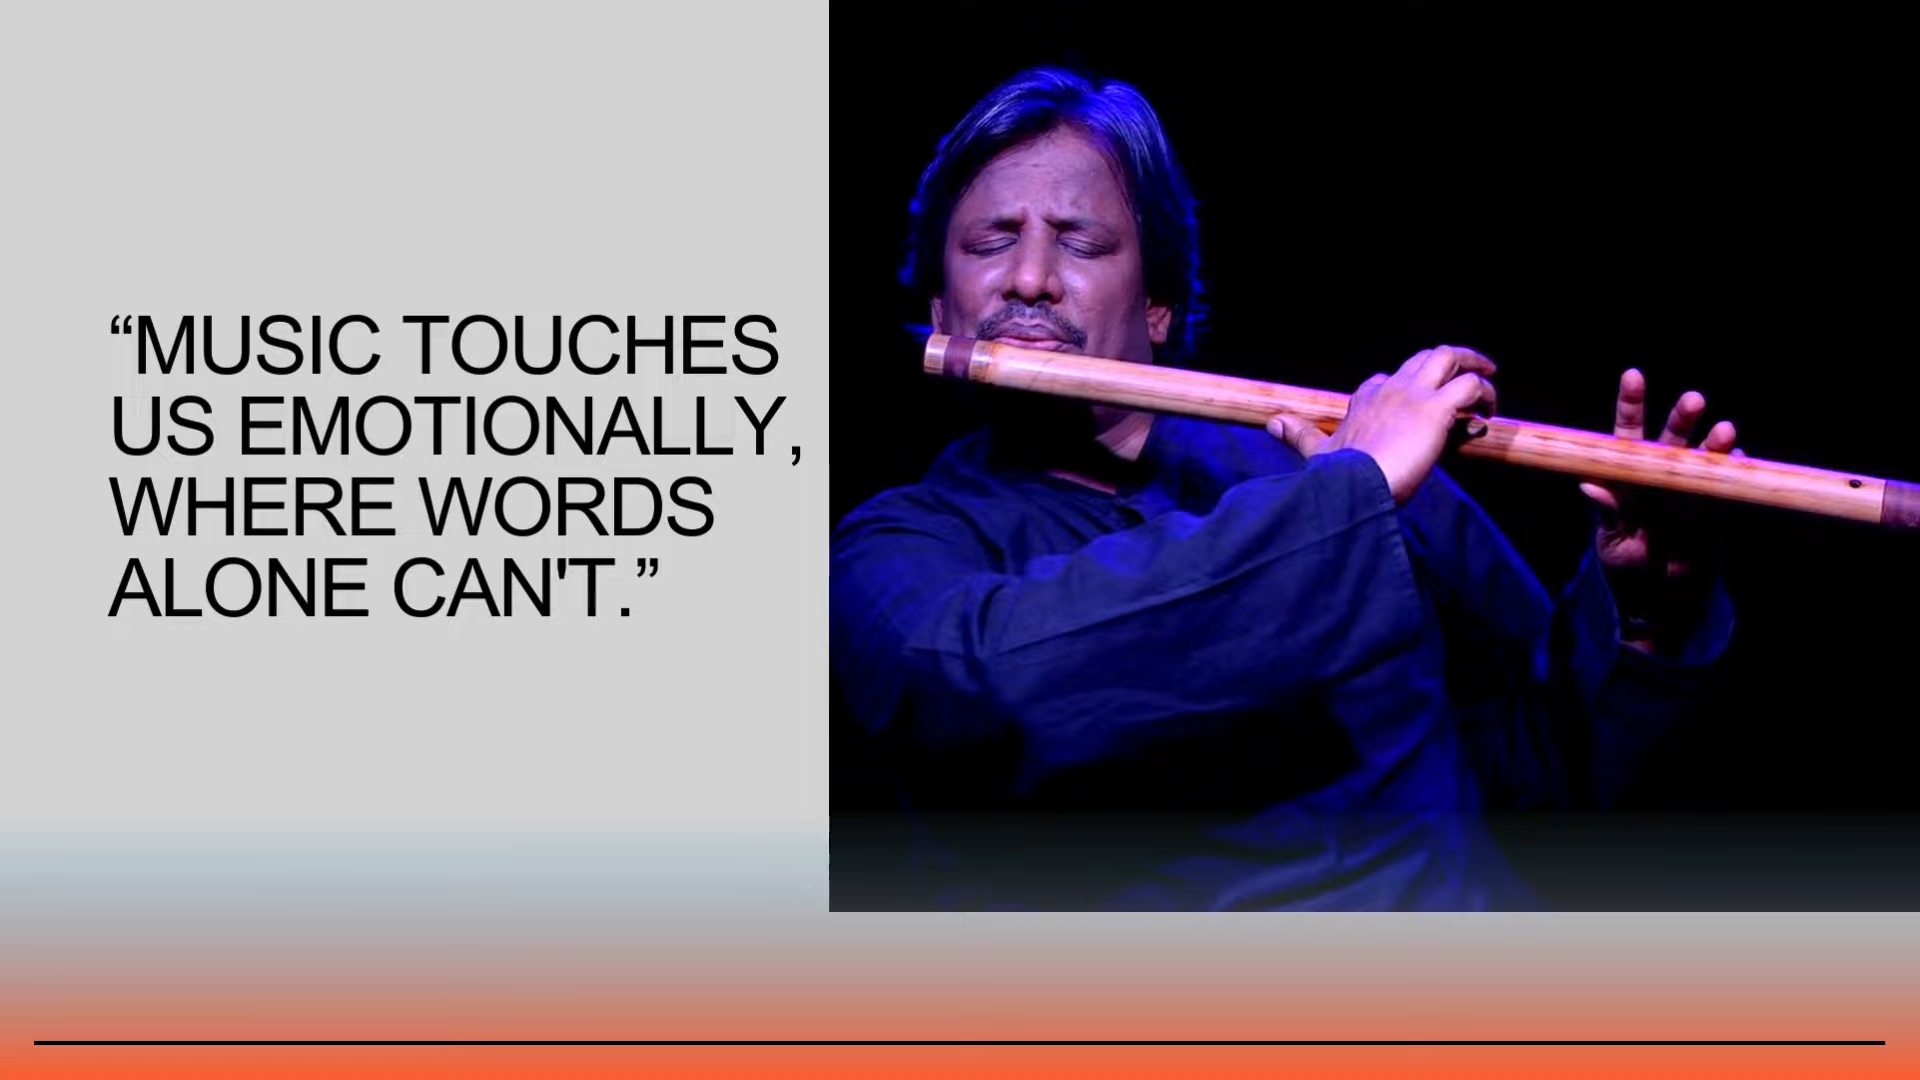 “MUSIC TOUCHES
US EMOTIONALLY,
WHERE WORDS
ALONE CAN'T.”